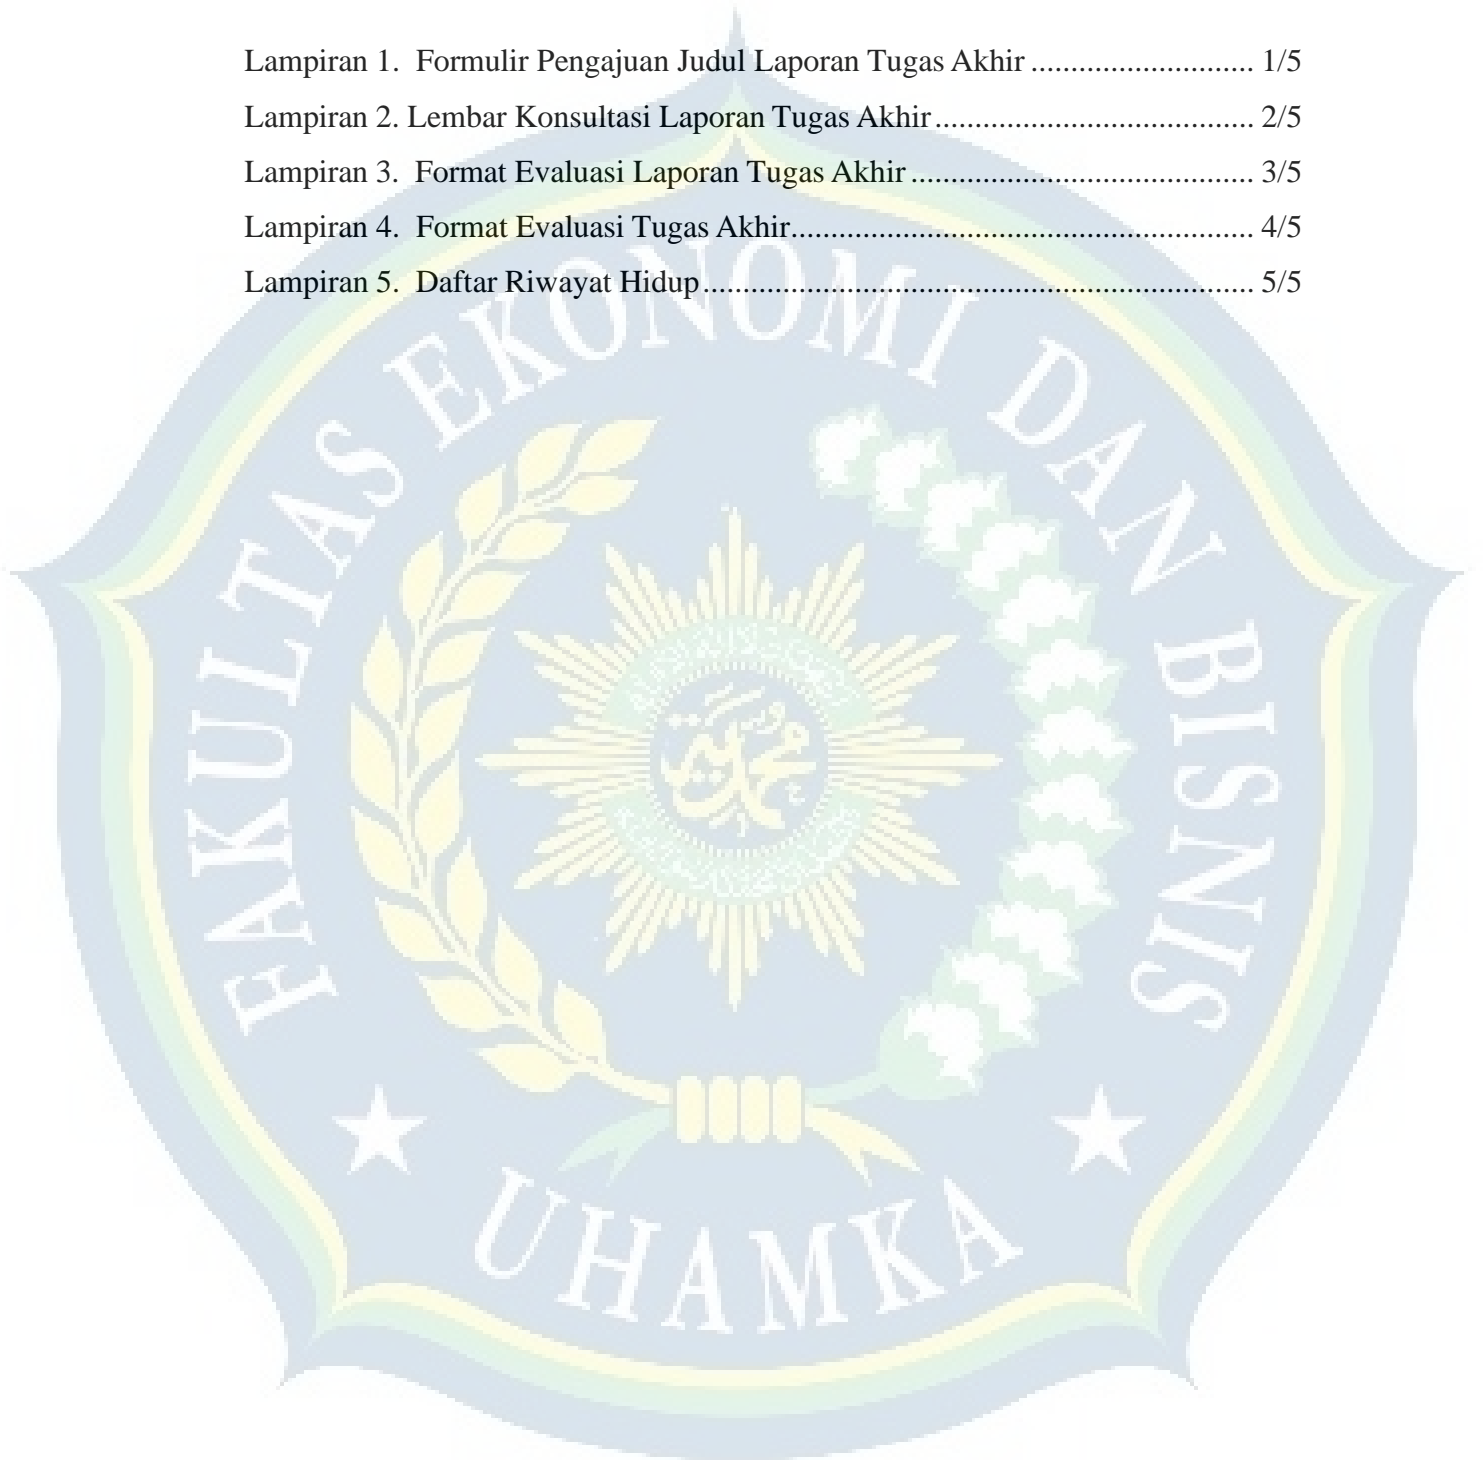 Lampiran 1.  Formulir Pengajuan Judul Laporan Tugas Akhir ............................ 1/5
Lampiran 2. Lembar Konsultasi Laporan Tugas Akhir ........................................ 2/5
Lampiran 3.  Format Evaluasi Laporan Tugas Akhir ........................................... 3/5
Lampiran 4.  Format Evaluasi Tugas Akhir.......................................................... 4/5
Lampiran 5.  Daftar Riwayat Hidup ..................................................................... 5/5
FAKULTAS EKONOMI DAN BISNIS
UHAMKA